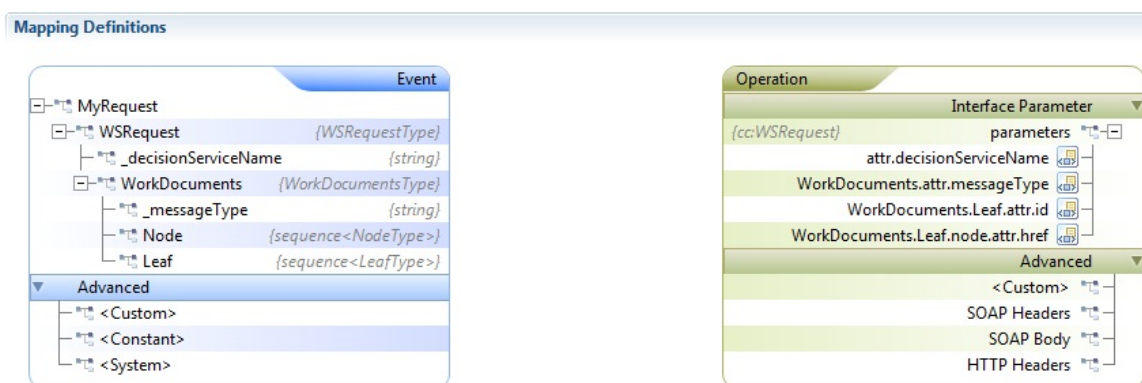 Mapping Definitions
Event
MyRequest
WSRequest {WSRequestType}
_decisionServiceName {string}
WorkDocuments {WorkDocumentsType}
_messageType {string}
Node {sequence<NodeType>}
Leaf {sequence<LeafType>}
Advanced
<Custom>
<Constant>
<System>
Operation
Interface Parameter
{cc:WSRequest} parameters
attr.decisionServiceName
WorkDocuments.attr.messageType
WorkDocuments.Leaf.attr.id
WorkDocuments.Leaf.node.attr.href
Advanced
<Custom>
SOAP Headers
SOAP Body
HTTP Headers